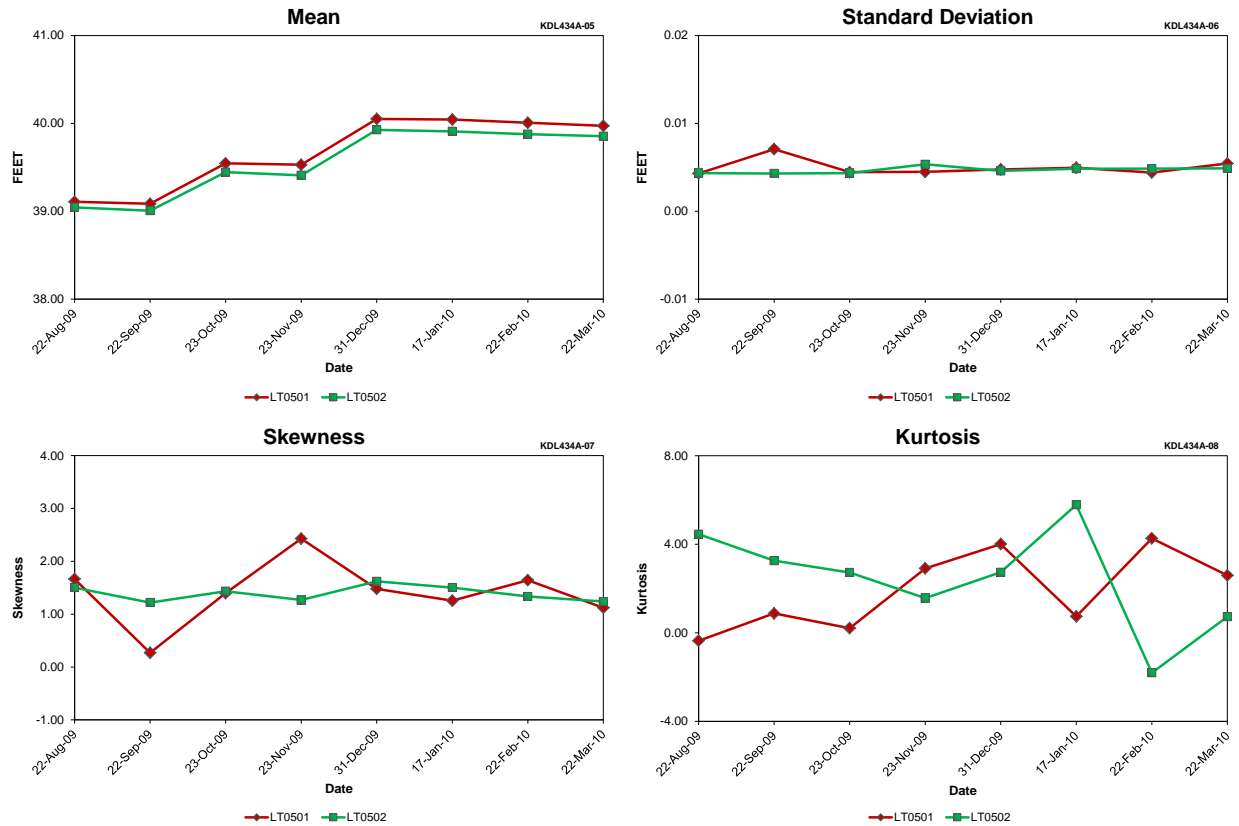 Mean
KDL434A-05
41.00
40.00
39.00
38.00
FEET
22-Aug-09
22-Sep-09
23-Oct-09
23-Nov-09
31-Dec-09
17-Jan-10
22-Feb-10
22-Mar-10
Date
LT0501 LT0502
Standard Deviation
KDL434A-06
0.02
0.01
0.00
-0.01
FEET
22-Aug-09
22-Sep-09
23-Oct-09
23-Nov-09
31-Dec-09
17-Jan-10
22-Feb-10
22-Mar-10
Date
LT0501 LT0502
Skewness
KDL434A-07
4.00
3.00
2.00
1.00
0.00
-1.00
Skewness
22-Aug-09
22-Sep-09
23-Oct-09
23-Nov-09
31-Dec-09
17-Jan-10
22-Feb-10
22-Mar-10
Date
LT0501 LT0502
Kurtosis
KDL434A-08
8.00
4.00
0.00
-4.00
Kurtosis
22-Aug-09
22-Sep-09
23-Oct-09
23-Nov-09
31-Dec-09
17-Jan-10
22-Feb-10
22-Mar-10
Date
LT0501 LT0502